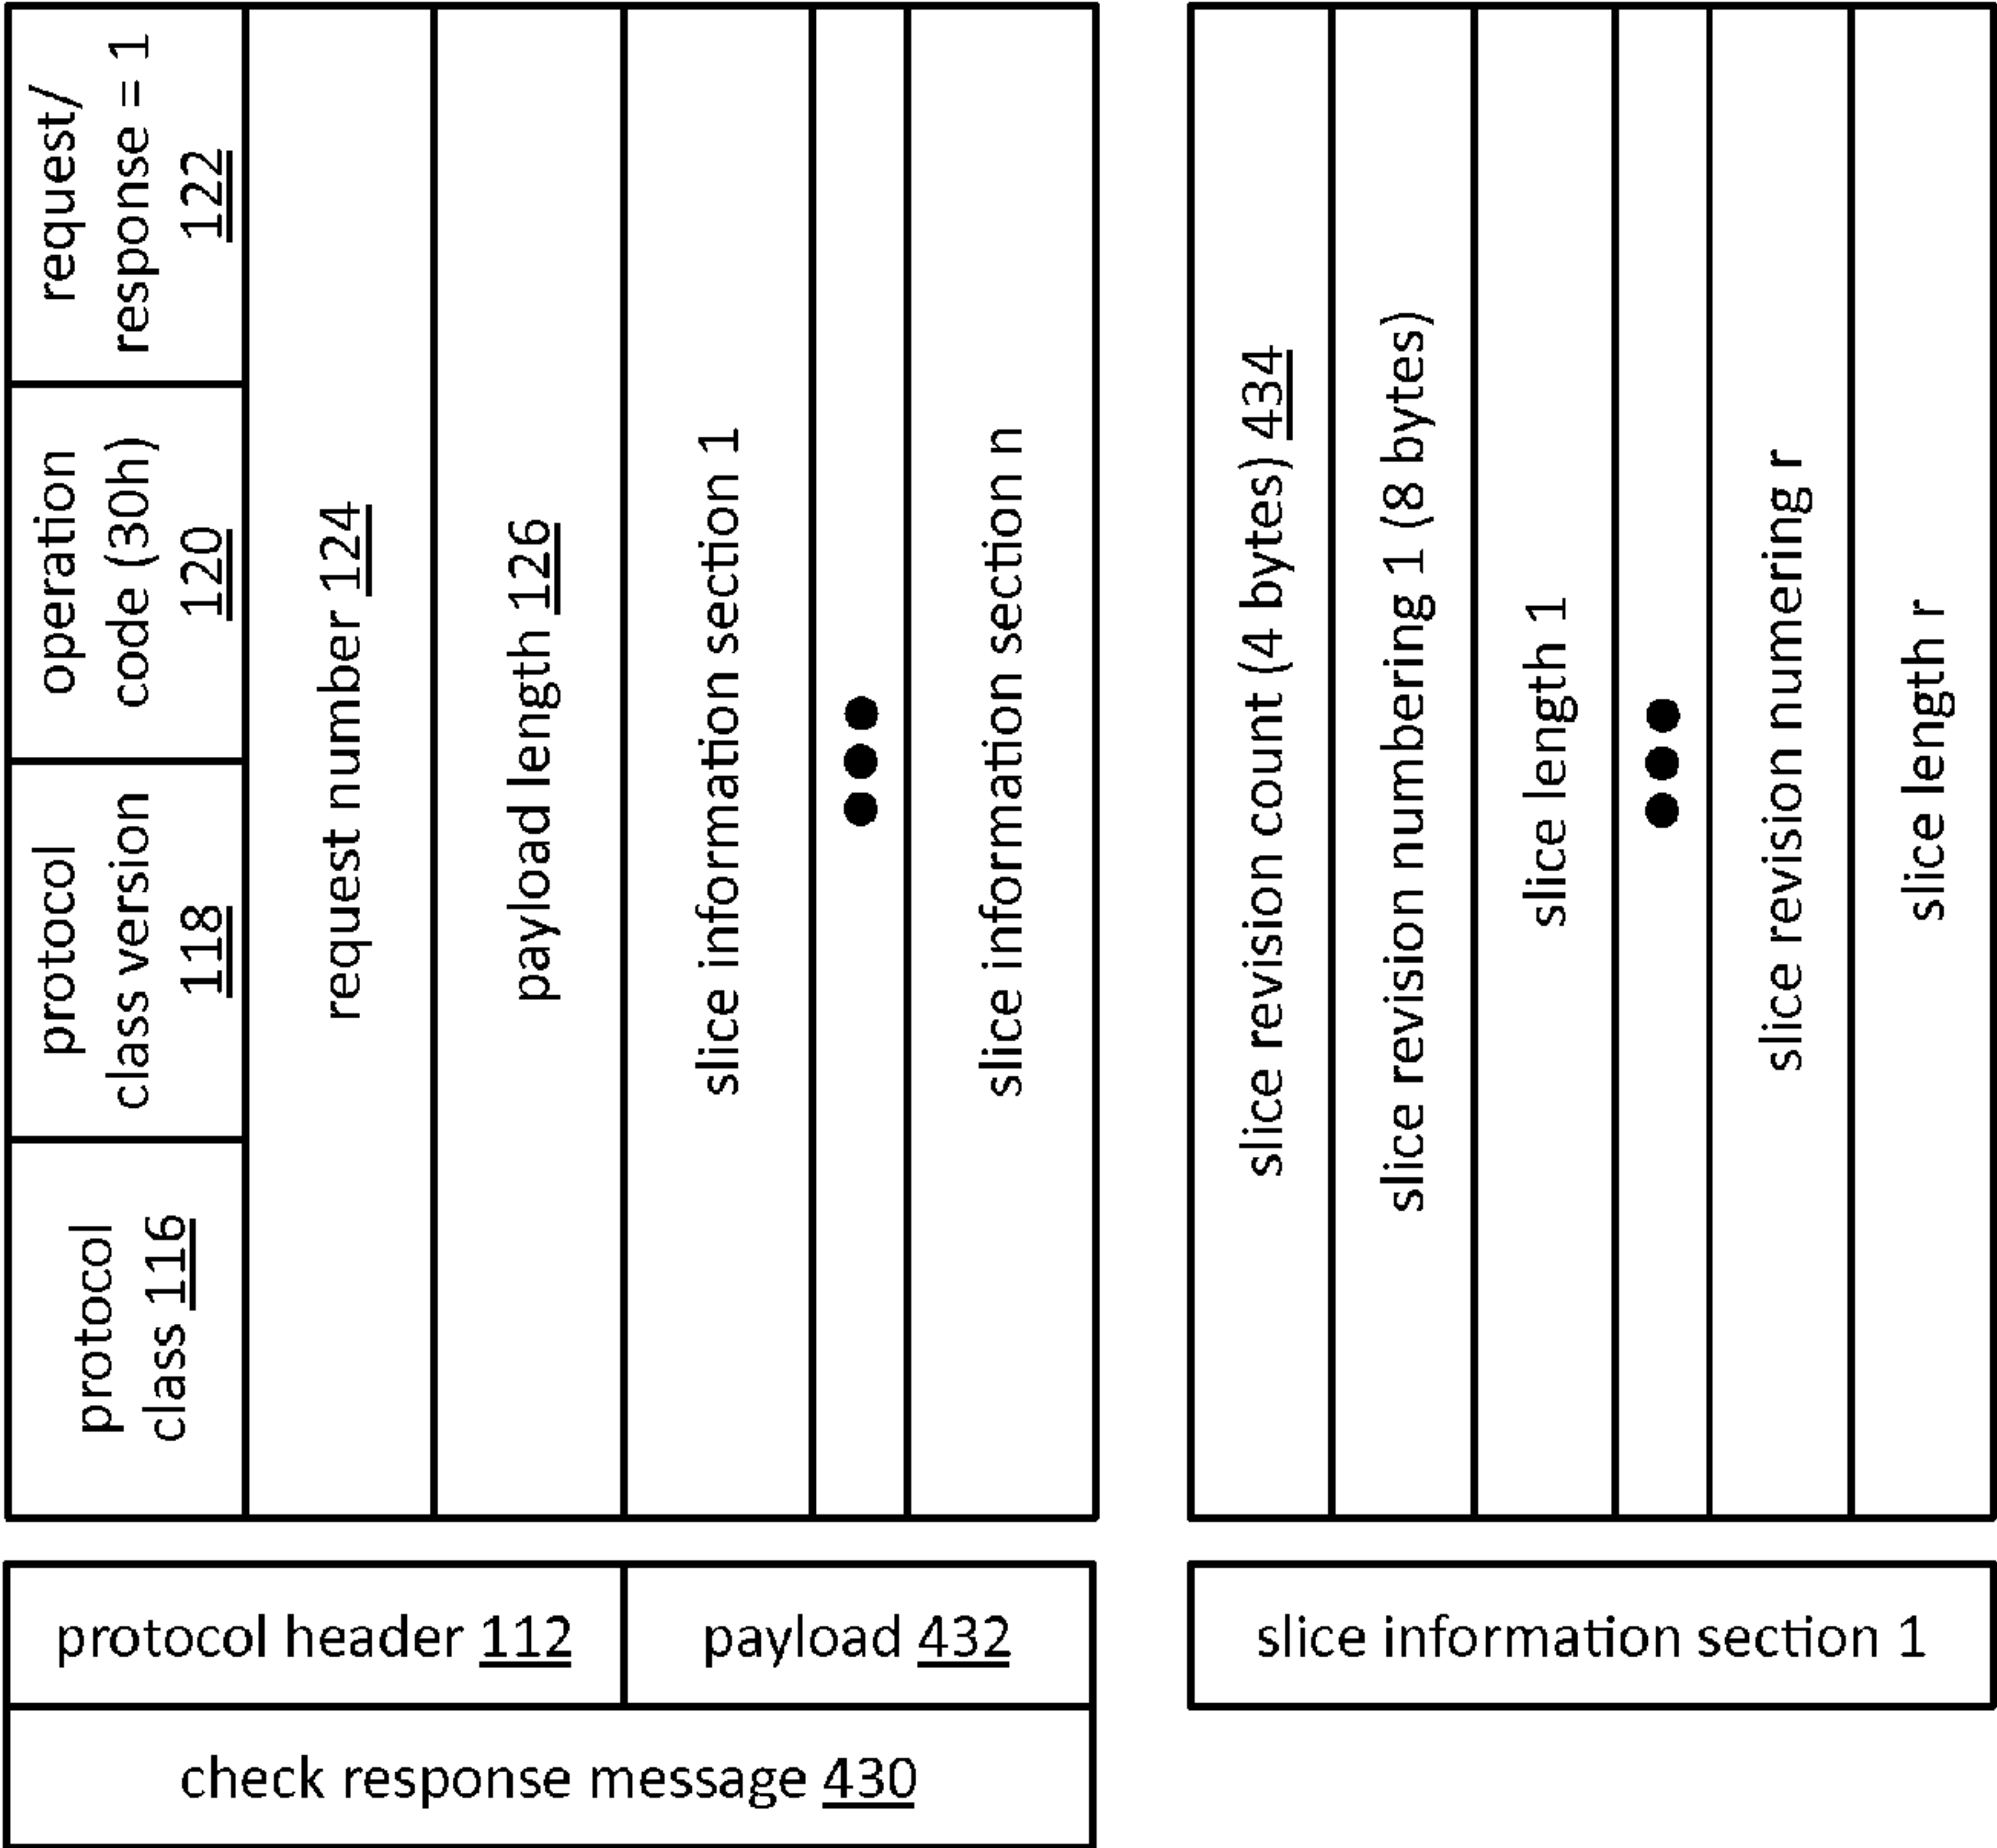 check response message 430
protocol header 112
protocol
class 116
protocol
class version
118
operation
code (30h)
120
request/
response = 1
122
request number 124
payload length 126
payload 432
slice information section 1
slice information section n
slice information section 1
slice revision count (4 bytes) 434
slice revision numbering 1 (8 bytes)
slice length 1
slice revision numering r
slice length r